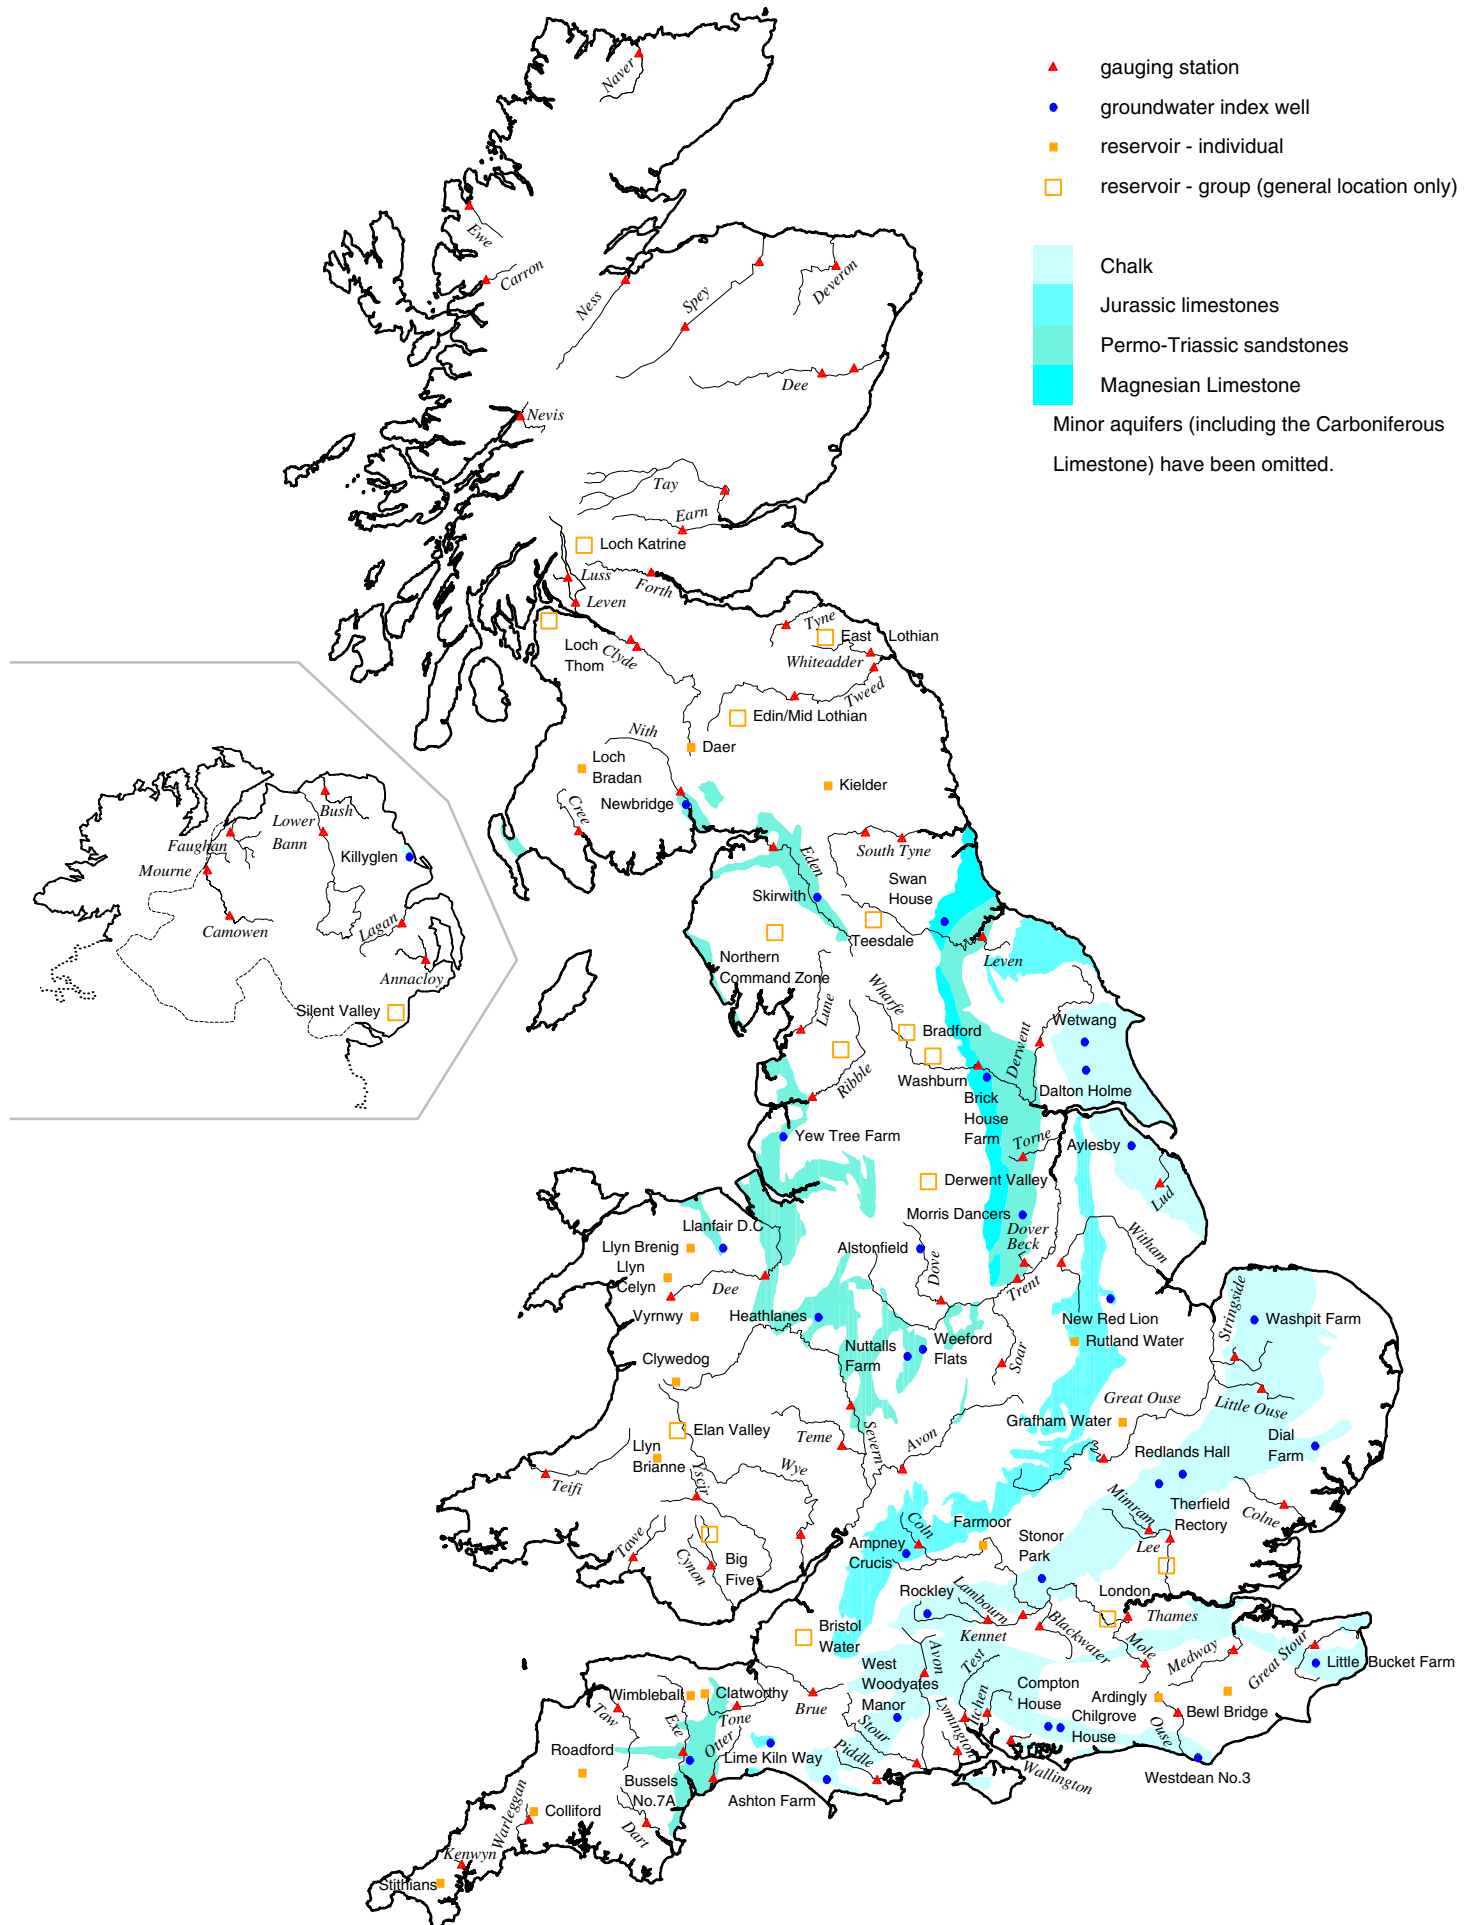 gauging station
groundwater index well
reservoir - individual
reservoir - group (general location only)
Chalk
Jurassic limestones
Permo-Triassic sandstones
Magnesian Limestone
Minor aquifers (including the Carboniferous
Limestone) have been omitted.
Naver
Ewe
Carron
Ness
Spey
Deveron
Dee
Nevis
Tay
Earn
Loch Katrine
Luss
Forth
Leven
Loch
Thom
Clyde
Tyne
East Lothian
Whiteadder
Tweed
Edin/Mid Lothian
Nith
Daer
Loch
Bradan
Kielder
Newbridge
Cree
Bush
Lower
Bann
Faughan
Killyglen
Mourne
Camowen
Lagan
Annacloy
Silent Valley
South Tyne
Eden
Swan
House
Skirwith
Teesdale
Leven
Northern
Command Zone
Lune
Wharfe
Bradford
Derwent
Wetwang
Washburn
Ribble
Dalton Holme
Brick
House
Farm
Yew Tree Farm
Torne
Aylesby
Lud
Derwent Valley
Morris Dancers
Dover
Beck
Witham
Llanfair D.C
Llyn Brenig
Alstonfield
Dove
Llyn
Celyn
Dee
Trent
Vyrnwy
Heathlanes
New Red Lion
Stringside
Washpit Farm
Nuttalls
Farm
Weeford
Flats
Soar
Rutland Water
Clywedog
Great Ouse
Little Ouse
Grafham Water
Elan Valley
Teme
Severn
Avon
Dial
Farm
Redlands Hall
Llyn
Brianne
Yscir
Wye
Teifi
Mimram
Therfield
Rectory
Colne
Coln
Farmoor
Stonor
Park
Lee
Ampney
Crucis
Tawe
Cynon
Big
Five
Rockley
Lambourn
London
Thames
Kennet
Blackwater
Bristol
Water
Mole
Medway
Great Stour
Little Bucket Farm
Avon
Test
West
Woodyates
Manor
Itchen
Compton
House
Ardingly
Chilgrove
House
Bewl Bridge
Wimbleball
Clatworthy
Brue
Taw
Exe
Tone
Stour
Lymington
Ouse
Otter
Roadford
Lime Kiln Way
Piddle
Wallington
Westdean No.3
Bussels
No.7A
Ashton Farm
Warleggan
Colliford
Dart
Kenwyn
Stithians